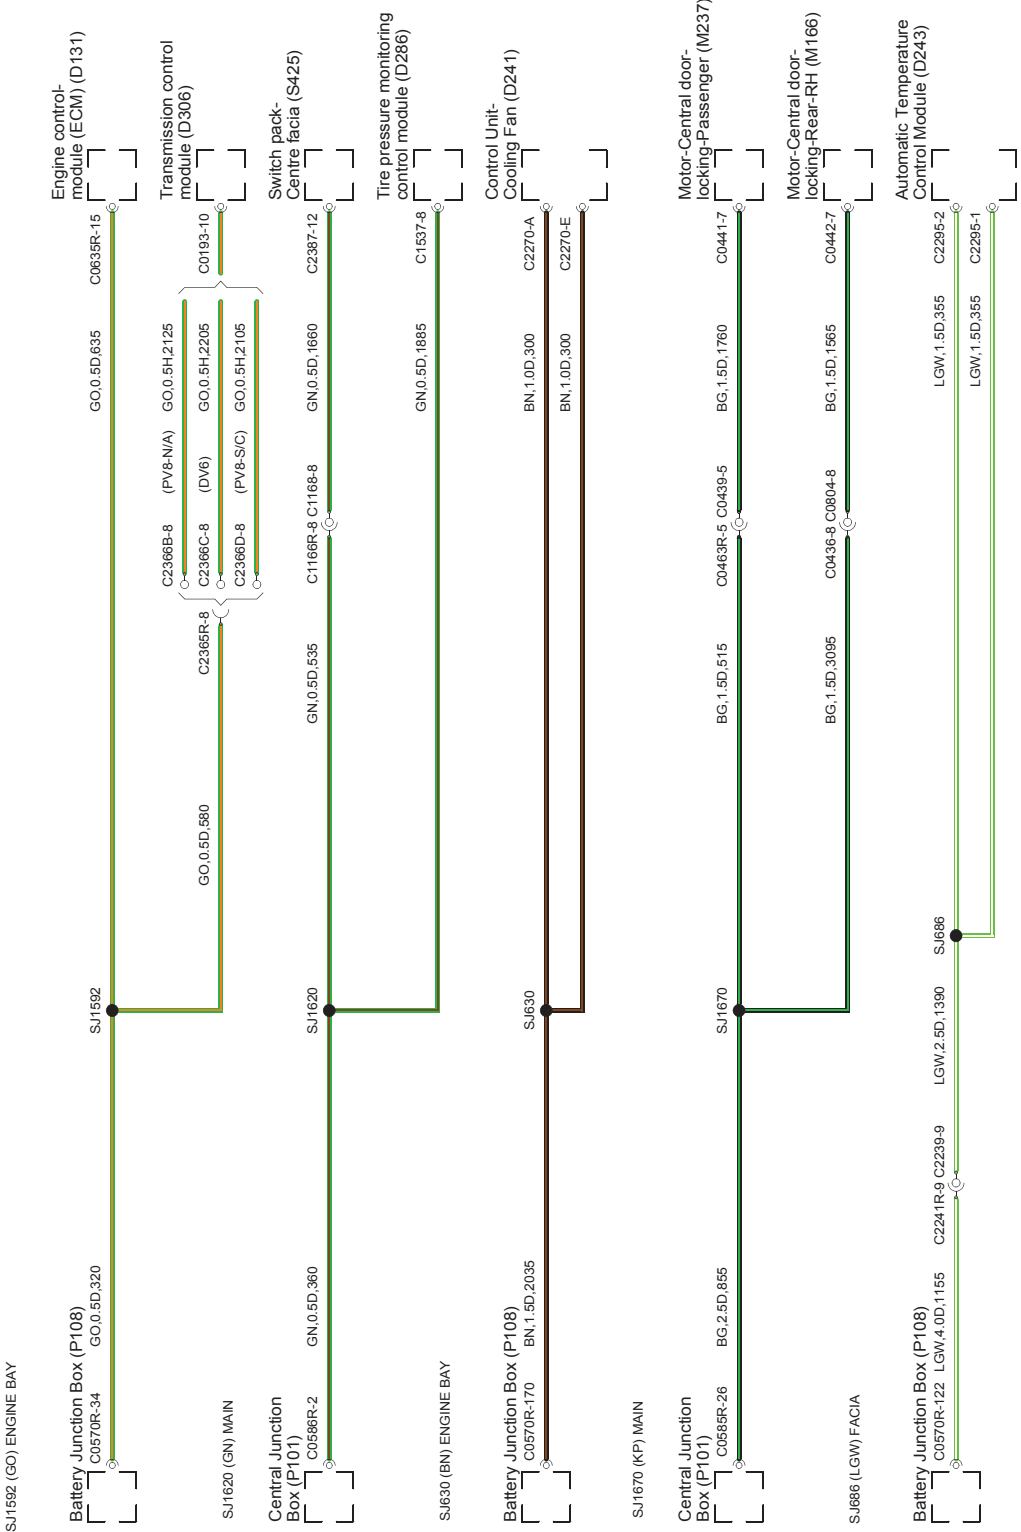 SJ1592 (GO) ENGINE BAY
Battery Junction Box (P108)
C0570R-34
GO,0.5D,320
SJ1592
GO,0.5D,635
C0635R-15
Engine control-
module (ECM) (D131)
GO,0.5D,580
C2365R-8
C2366B-8
(PV8-N/A)
GO,0.5H,2125
C2366C-8
(DV6)
GO,0.5H,2205
C2366D-8
(PV8-S/C)
GO,0.5H,2105
C0193-10
Transmission control
module (D306)
SJ1620 (GN) MAIN
Central Junction
Box (P101)
C0586R-2
GN,0.5D,360
SJ1620
GN,0.5D,535
C1166R-8
C1168-8
GN,0.5D,1660
C2387-12
Switch pack-
Centre facia (S425)
GN,0.5D,1885
C1537-8
Tire pressure monitoring
control module (D286)
SJ630 (BN) ENGINE BAY
Battery Junction Box (P108)
C0570R-170
BN,1.5D,2035
SJ630
BN,1.0D,300
C2270-A
BN,1.0D,300
C2270-E
Control Unit-
Cooling Fan (D241)
SJ1670 (KP) MAIN
Central Junction
Box (P101)
C0585R-26
BG,2.5D,855
SJ1670
BG,1.5D,515
C0463R-5
C0439-5
BG,1.5D,1760
C0441-7
Motor-Central door-
locking-Passenger (M237)
BG,1.5D,3095
C0436-8
C0804-8
BG,1.5D,1565
C0442-7
Motor-Central door-
locking-Rear-RH (M166)
SJ686 (LGW) FACIA
Battery Junction Box (P108)
C0570R-122
LGW,4.0D,1155
C2241R-9
C2239-9
LGW,2.5D,1390
SJ686
LGW,1.5D,355
C2295-2
LGW,1.5D,355
C2295-1
Automatic Temperature
Control Module (D243)